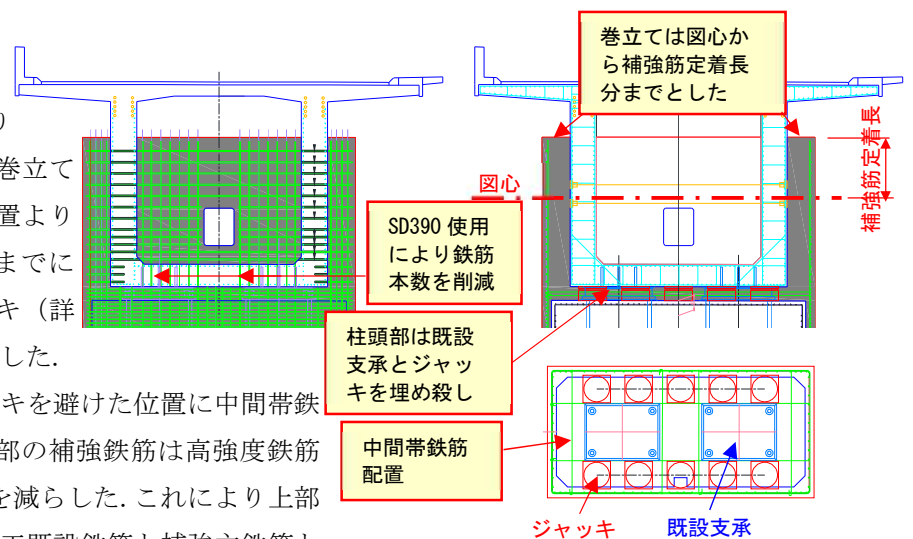 巻立ては図心か
ら補強筋定着長
分までとした
補強筋定着長
図心
り
巻立て
置より
までに
キ（詳
した.
キを避けた位置に中間帯鉄
部の補強鉄筋は高強度鉄筋
を減らした. これにより上部
SD390 使用
により鉄筋
本数を削減
柱頭部は既設
支承とジャッ
キを埋め殺し
中間帯鉄筋
配置
ジャッキ
既設支承